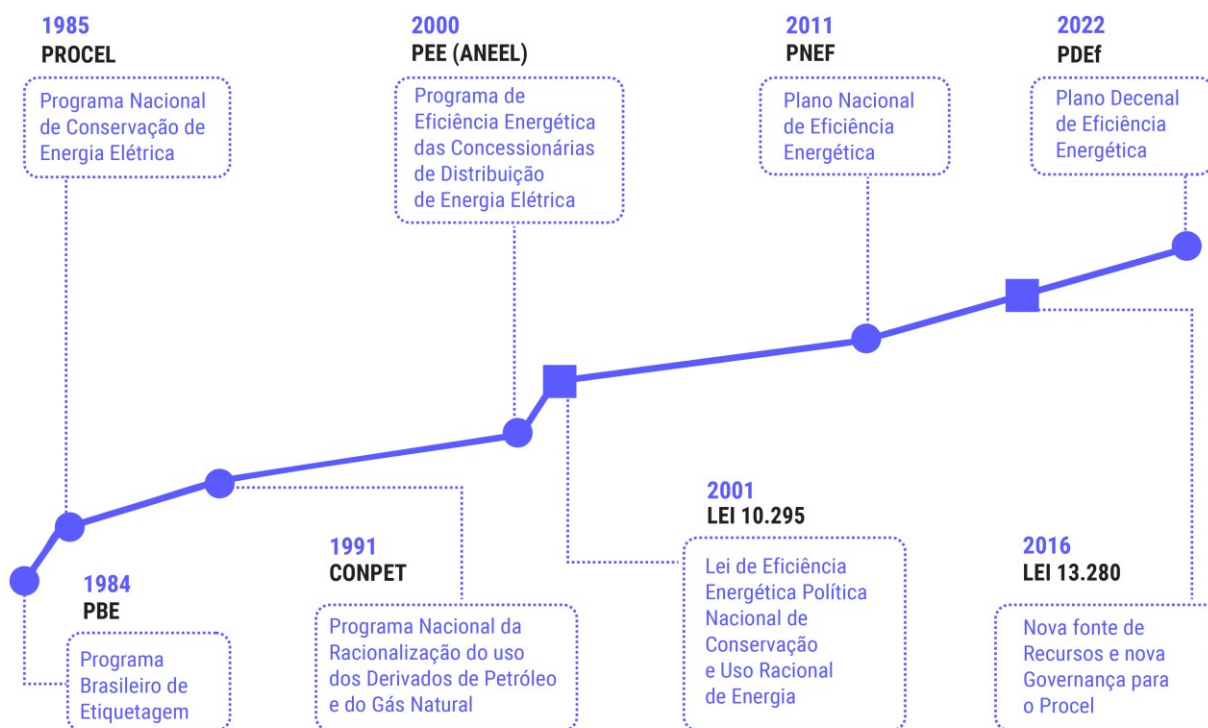 1985
PROCEL
Programa Nacional
de Conservação de
Energia Elétrica
2000
PEE (ANEEL)
Programa de
Eficiência Energética
das Concessionárias
de Distribuição
de Energia Elétrica
2011
PNEF
Plano Nacional
de Eficiência
Energética
2022
PDEf
Plano Decenal
de Eficiência
Energética
1984
PBE
Programa
Brasileiro de
Etiquetagem
1991
CONPET
Programa Nacional da
Racionalização do uso
dos Derivados de Petróleo
e do Gás Natural
2001
LEI 10.295
Lei de Eficiência
Energética Política
Nacional de
Conservação
e Uso Racional
de Energia
2016
LEI 13.280
Nova fonte de
Recursos e nova
Governança para
o Procel